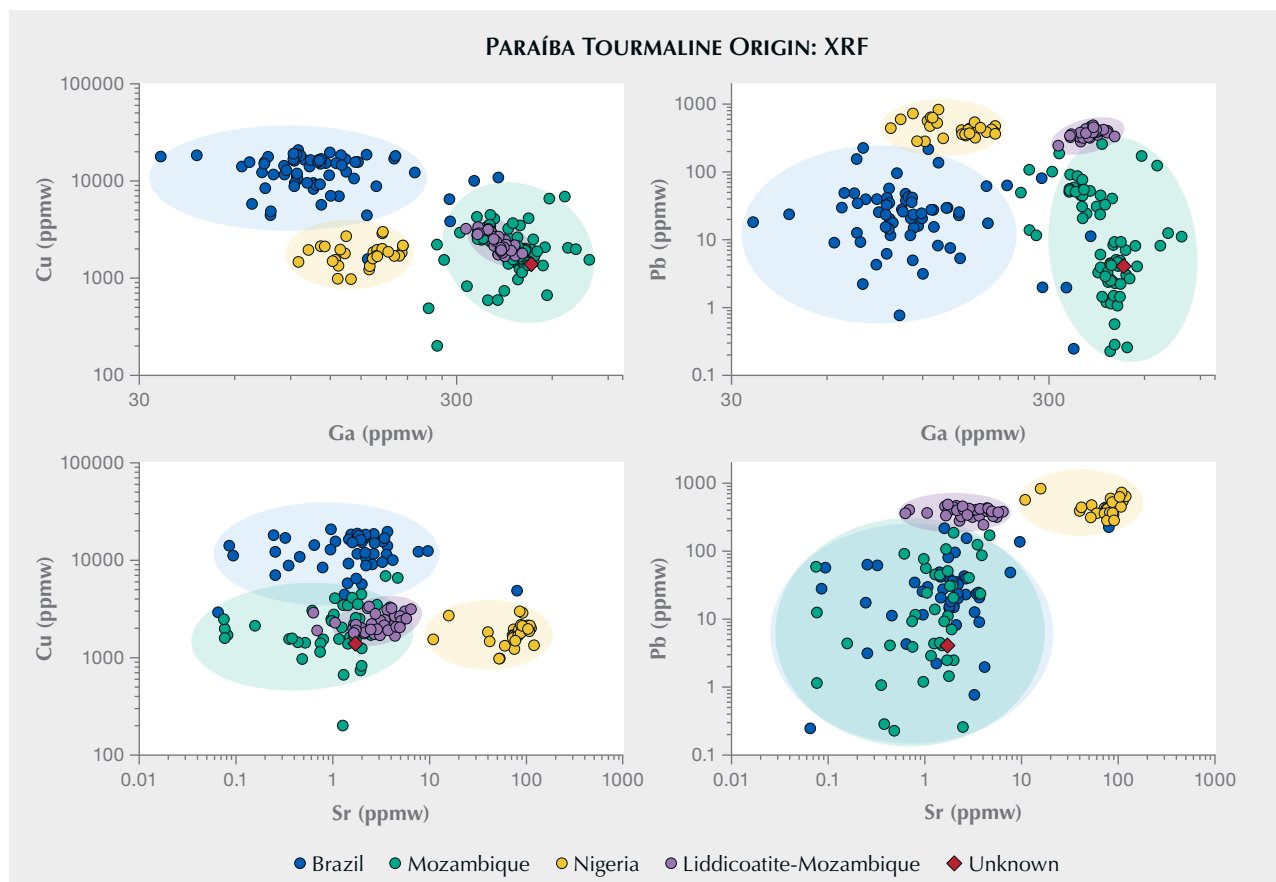 PARAÍBA TOURMALINE ORIGIN: XRF
100000
10000
1000
100
Cu (ppmw)
30
300
Ga (ppmw)
1000
100
10
1
0.1
Pb (ppmw)
30
300
Ga (ppmw)
100000
10000
1000
100
Cu (ppmw)
0.01
0.1
1
10
100
1000
Sr (ppmw)
1000
100
10
1
0.1
Pb (ppmw)
0.01
0.1
1
10
100
1000
Sr (ppmw)
Brazil
Mozambique
Nigeria
Liddicoatite-Mozambique
Unknown